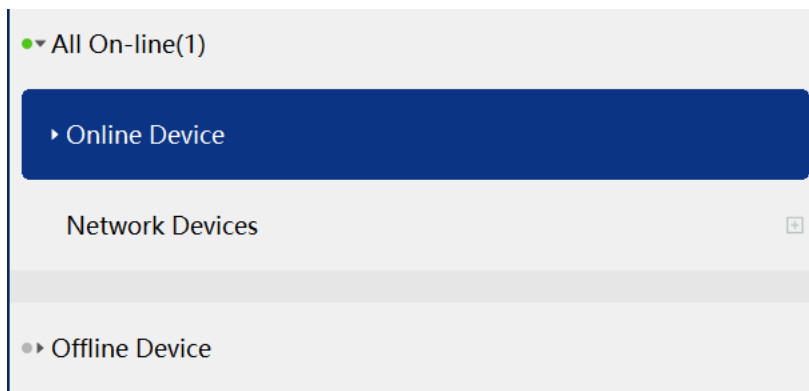 All On-line(1)
Online Device
Network Devices
Offline Device